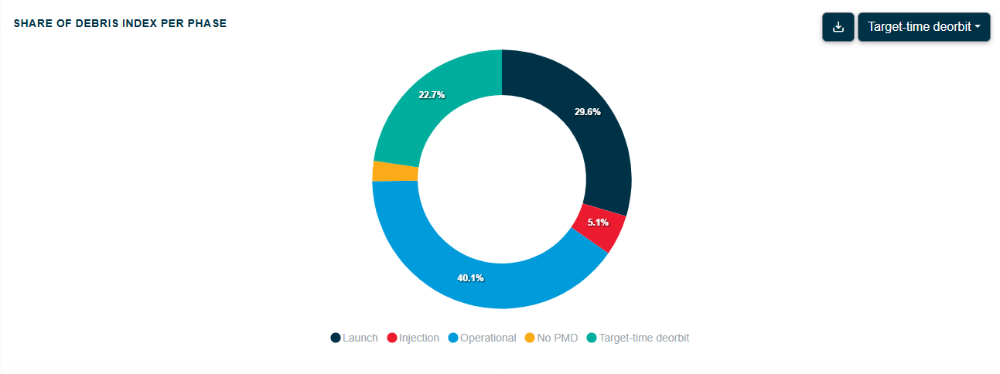 SHARE OF DEBRIS INDEX PER PHASE
Target-time deorbit
22.7%
29.6%
5.1%
40.1%
Launch Injection Operational No PMD Target-time deorbit